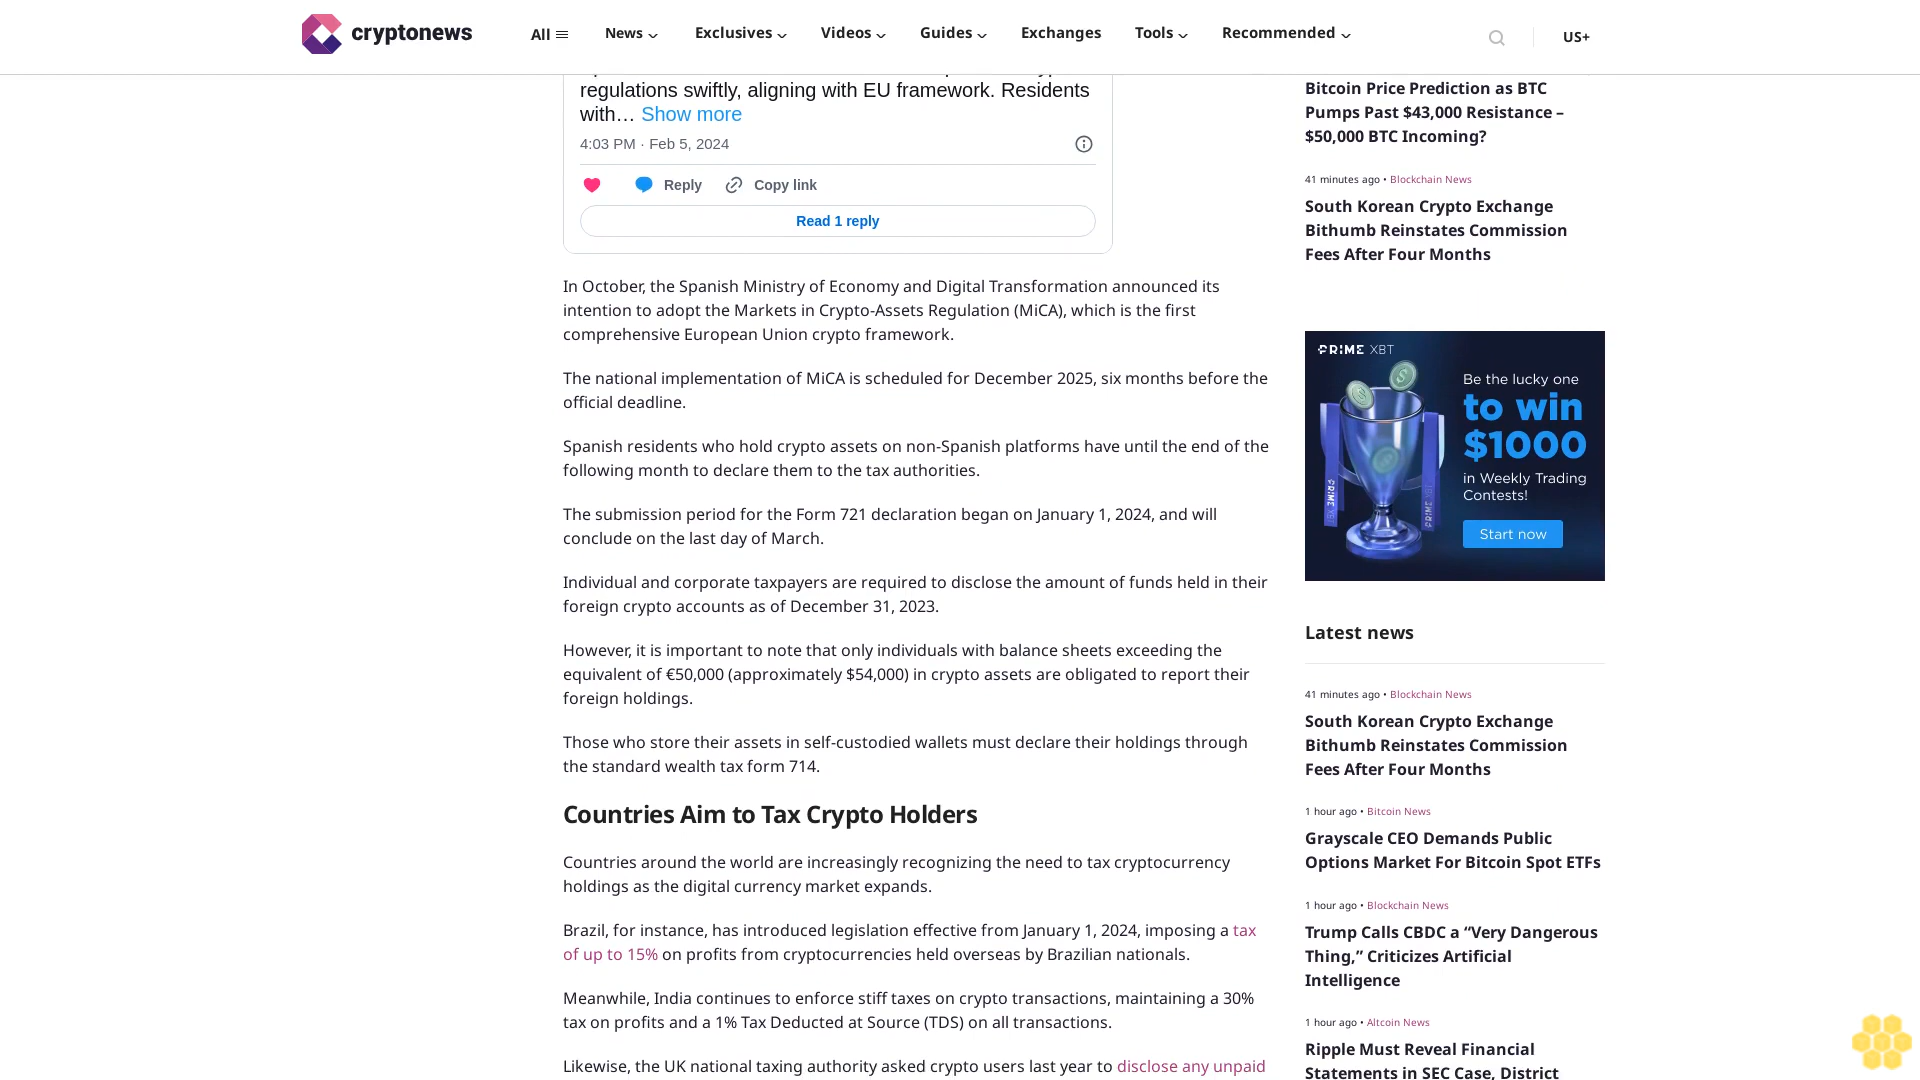 cryptonews
All
News
Exclusives
Videos
Guides
Exchanges
Tools
Recommended
US+
regulations swiftly, aligning with EU framework. Residents
with… Show more
4:03 PM · Feb 5, 2024
Reply
Copy link
Read 1 reply
In October, the Spanish Ministry of Economy and Digital Transformation announced its
intention to adopt the Markets in Crypto-Assets Regulation (MiCA), which is the first
comprehensive European Union crypto framework.
The national implementation of MiCA is scheduled for December 2025, six months before the
official deadline.
Spanish residents who hold crypto assets on non-Spanish platforms have until the end of the
following month to declare them to the tax authorities.
The submission period for the Form 721 declaration began on January 1, 2024, and will
conclude on the last day of March.
Individual and corporate taxpayers are required to disclose the amount of funds held in their
foreign crypto accounts as of December 31, 2023.
However, it is important to note that only individuals with balance sheets exceeding the
equivalent of €50,000 (approximately $54,000) in crypto assets are obligated to report their
foreign holdings.
Those who store their assets in self-custodied wallets must declare their holdings through
the standard wealth tax form 714.
Countries Aim to Tax Crypto Holders
Countries around the world are increasingly recognizing the need to tax cryptocurrency
holdings as the digital currency market expands.
Brazil, for instance, has introduced legislation effective from January 1, 2024, imposing a tax
of up to 15% on profits from cryptocurrencies held overseas by Brazilian nationals.
Meanwhile, India continues to enforce stiff taxes on crypto transactions, maintaining a 30%
tax on profits and a 1% Tax Deducted at Source (TDS) on all transactions.
Likewise, the UK national taxing authority asked crypto users last year to disclose any unpaid
Bitcoin Price Prediction as BTC
Pumps Past $43,000 Resistance –
$50,000 BTC Incoming?
41 minutes ago • Blockchain News
South Korean Crypto Exchange
Bithumb Reinstates Commission
Fees After Four Months
PRIME XBT
Be the lucky one
to win
$1000
in Weekly Trading
Contests!
Start now
Latest news
41 minutes ago • Blockchain News
South Korean Crypto Exchange
Bithumb Reinstates Commission
Fees After Four Months
1 hour ago • Bitcoin News
Grayscale CEO Demands Public
Options Market For Bitcoin Spot ETFs
1 hour ago • Blockchain News
Trump Calls CBDC a “Very Dangerous
Thing,” Criticizes Artificial
Intelligence
1 hour ago • Altcoin News
Ripple Must Reveal Financial
Statements in SEC Case, District